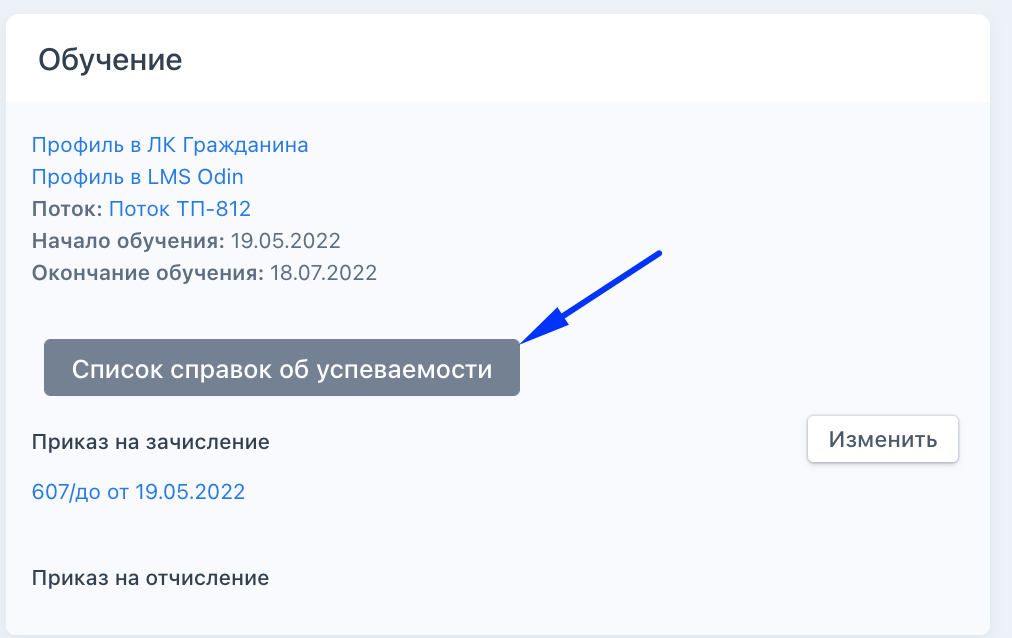 Обучение
Профиль в ЛК Гражданина
Профиль в LMS Odin
Поток: Поток ТП-812
Начало обучения: 19.05.2022
Окончание обучения: 18.07.2022
Список справок об успеваемости
Приказ на зачисление
Изменить
607/до от 19.05.2022
Приказ на отчисление